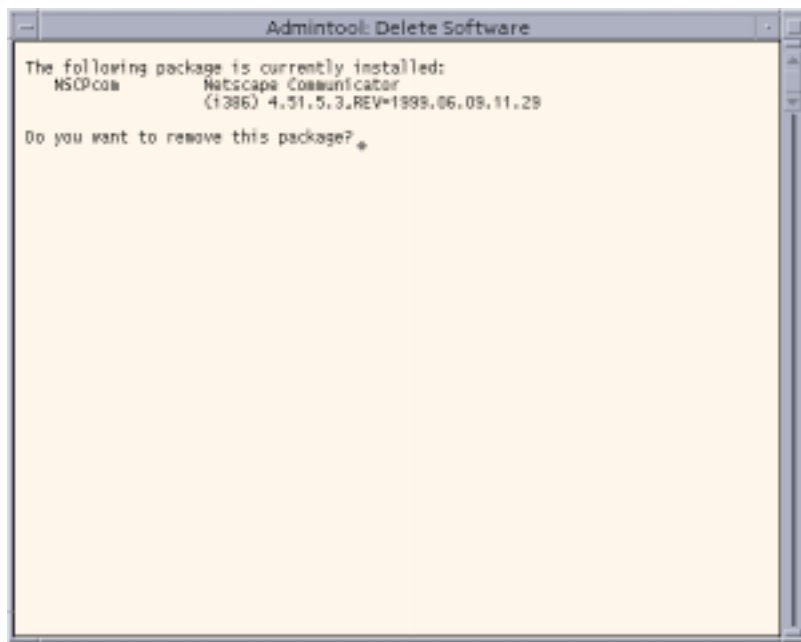 Admintool: Delete Software
The following package is currently installed:
NSCPcom Netscape Communicator
(i386) 4.51.5.3,REV=1999.06.09.11.29
Do you want to remove this package?